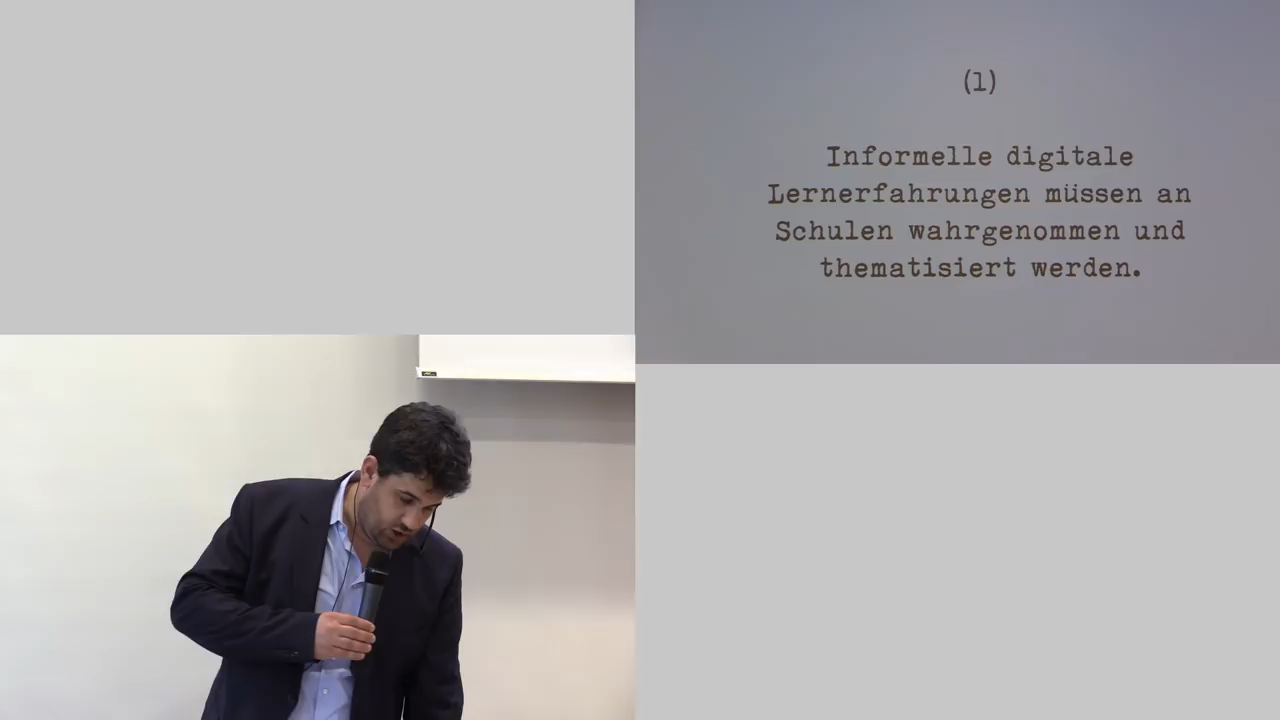 (1)
Informelle digitale
Lernerfahrungen müssen an
Schulen wahrgenommen und
thematisiert werden.